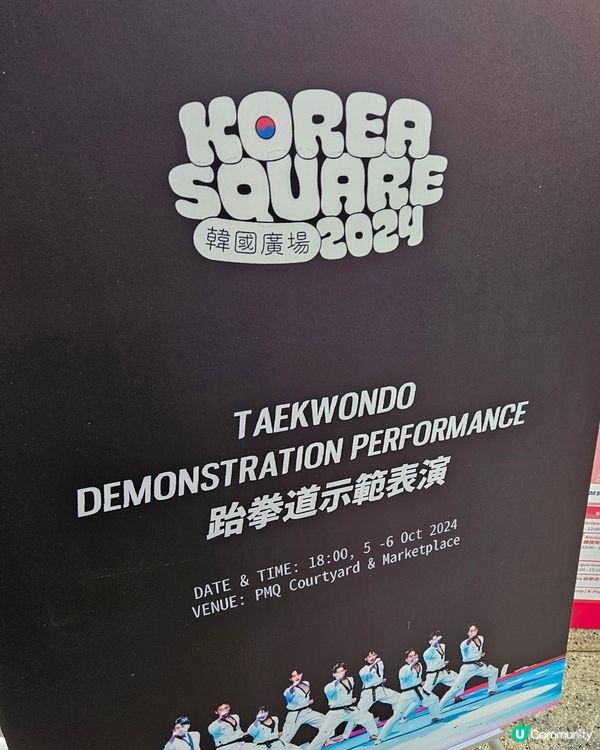 KOREA
SQUARE
韓國廣場 2024
TAEKWONDO
DEMONSTRATION PERFORMANCE
跆拳道示範表演
DATE & TIME: 18:00, 5 -6 Oct 2024
VENUE: PMQ Courtyard & Marketplace
U Community